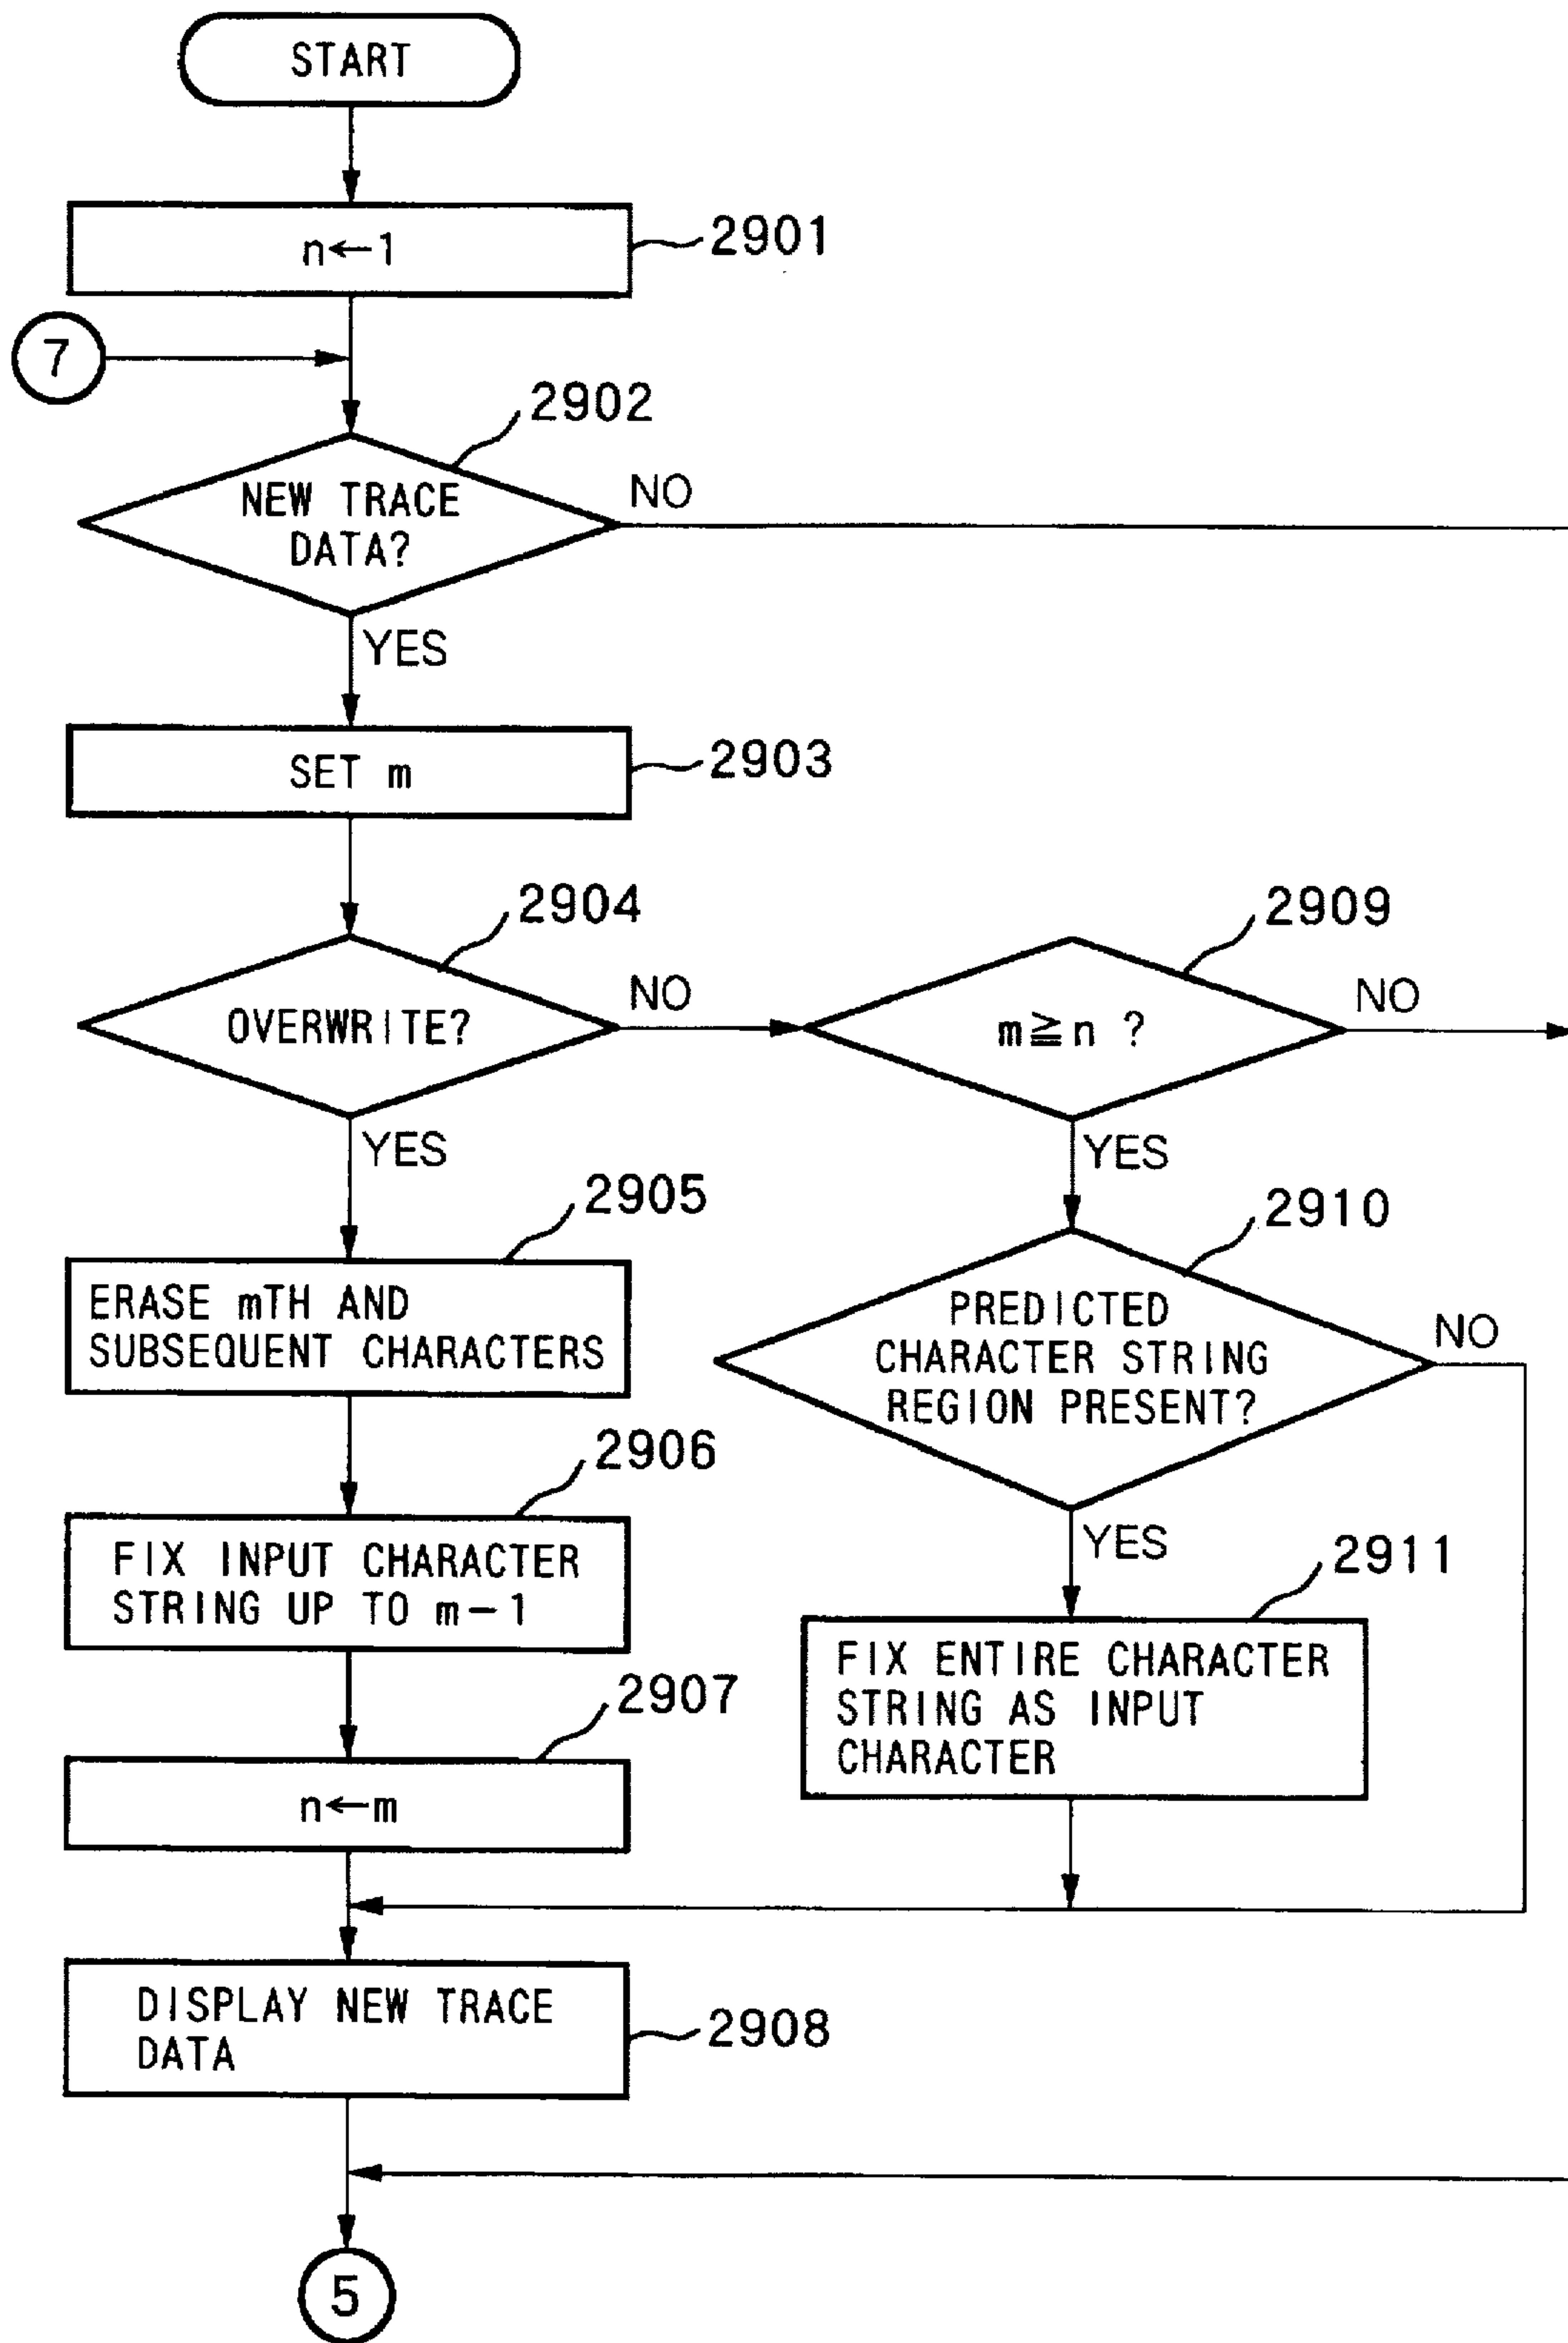 START
n←1
2901
7
2902
NEW TRACE
DATA?
NO
YES
SET m
2903
2904
OVERWRITE?
NO
YES
2909
m≧n ?
NO
YES
2905
ERASE mTH AND
SUBSEQUENT CHARACTERS
2910
PREDICTED
CHARACTER STRING
REGION PRESENT?
NO
YES
2906
FIX INPUT CHARACTER
STRING UP TO m-1
2911
FIX ENTIRE CHARACTER
STRING AS INPUT
CHARACTER
2907
n←m
DISPLAY NEW TRACE
DATA
2908
5